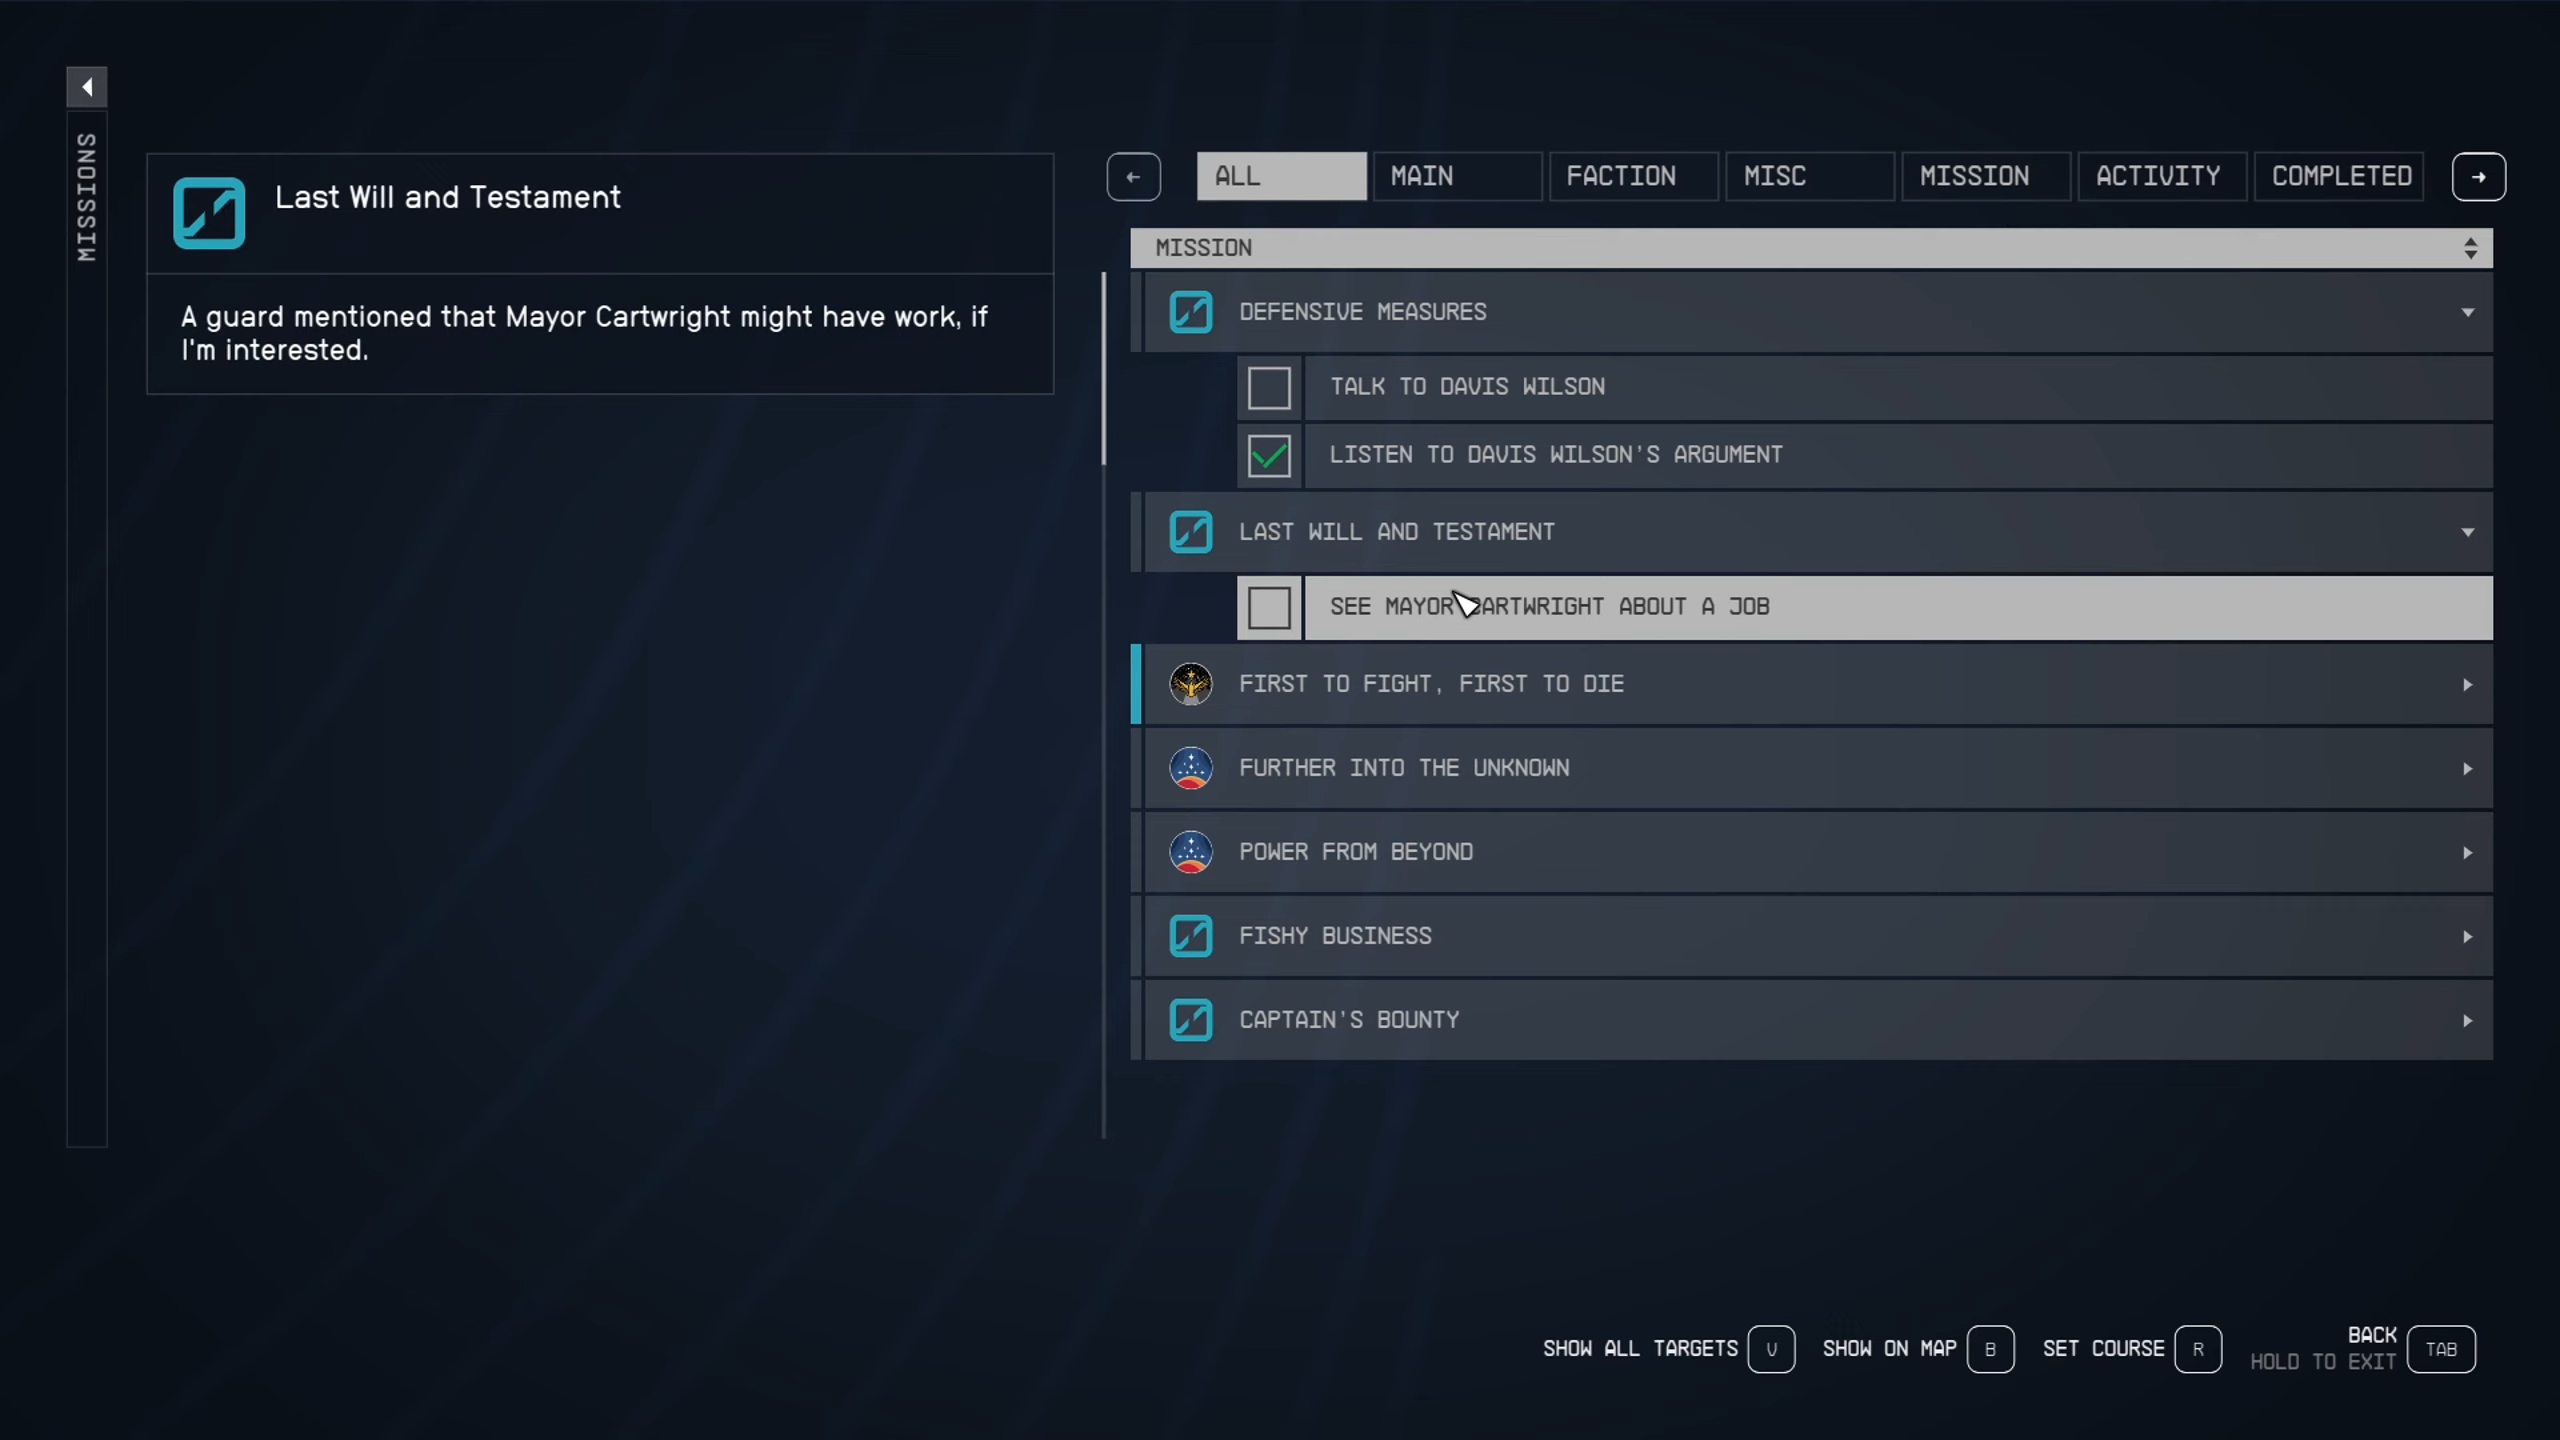 MISSIONS
Last Will and Testament
A guard mentioned that Mayor Cartwright might have work, if
I'm interested.
ALL
MAIN
FACTION
MISC
MISSION
ACTIVITY
COMPLETED
MISSION
DEFENSIVE MEASURES
TALK TO DAVIS WILSON
LISTEN TO DAVIS WILSON'S ARGUMENT
LAST WILL AND TESTAMENT
SEE MAYOR CARTWRIGHT ABOUT A JOB
FIRST TO FIGHT, FIRST TO DIE
FURTHER INTO THE UNKNOWN
POWER FROM BEYOND
FISHY BUSINESS
CAPTAIN'S BOUNTY
SHOW ALL TARGETS V
SHOW ON MAP B
SET COURSE R
BACK
HOLD TO EXIT
TAB